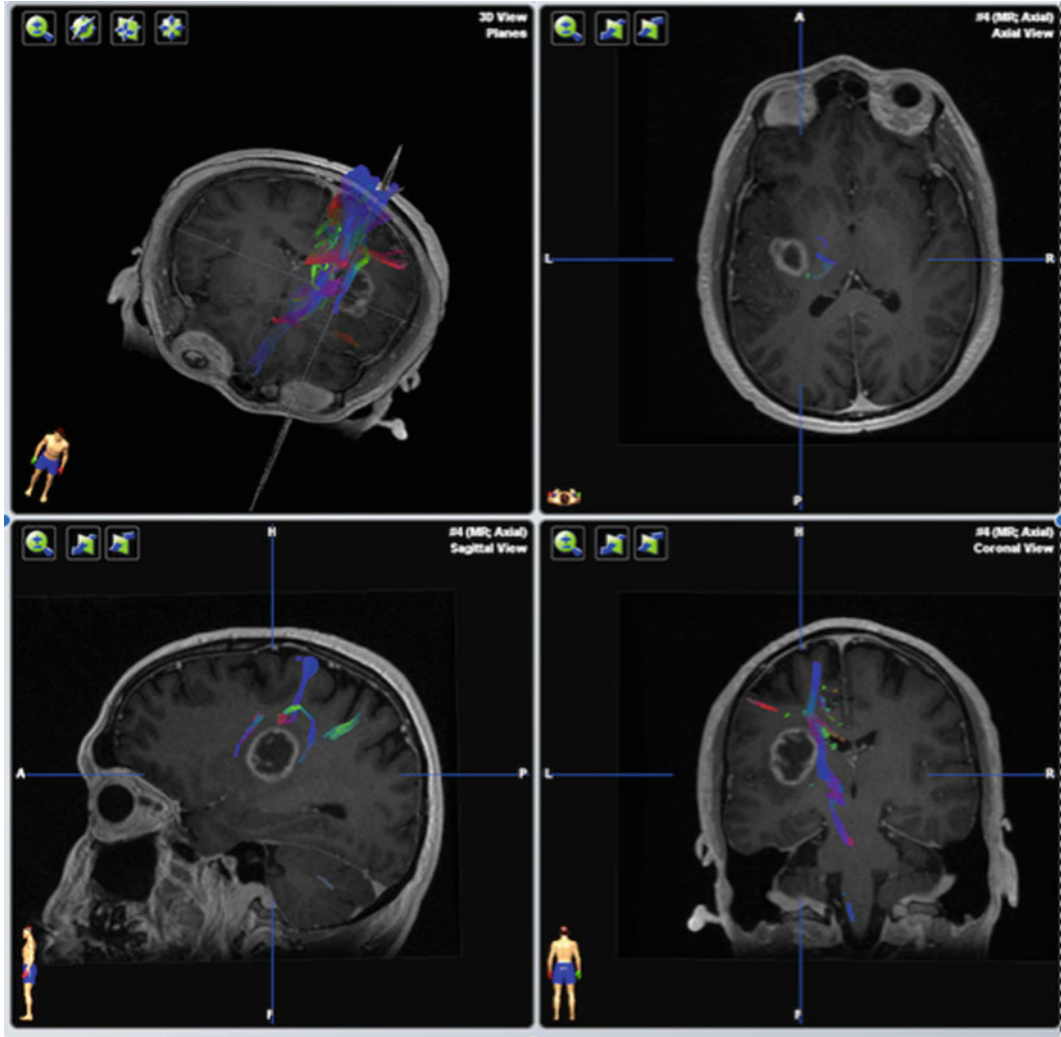 3D View
Planes
#4 (MR; Axial)
Axial View
A
L
R
P
#4 (MR; Axial)
Sagittal View
H
A
P
F
#4 (MR; Axial)
Coronal View
H
L
R
F